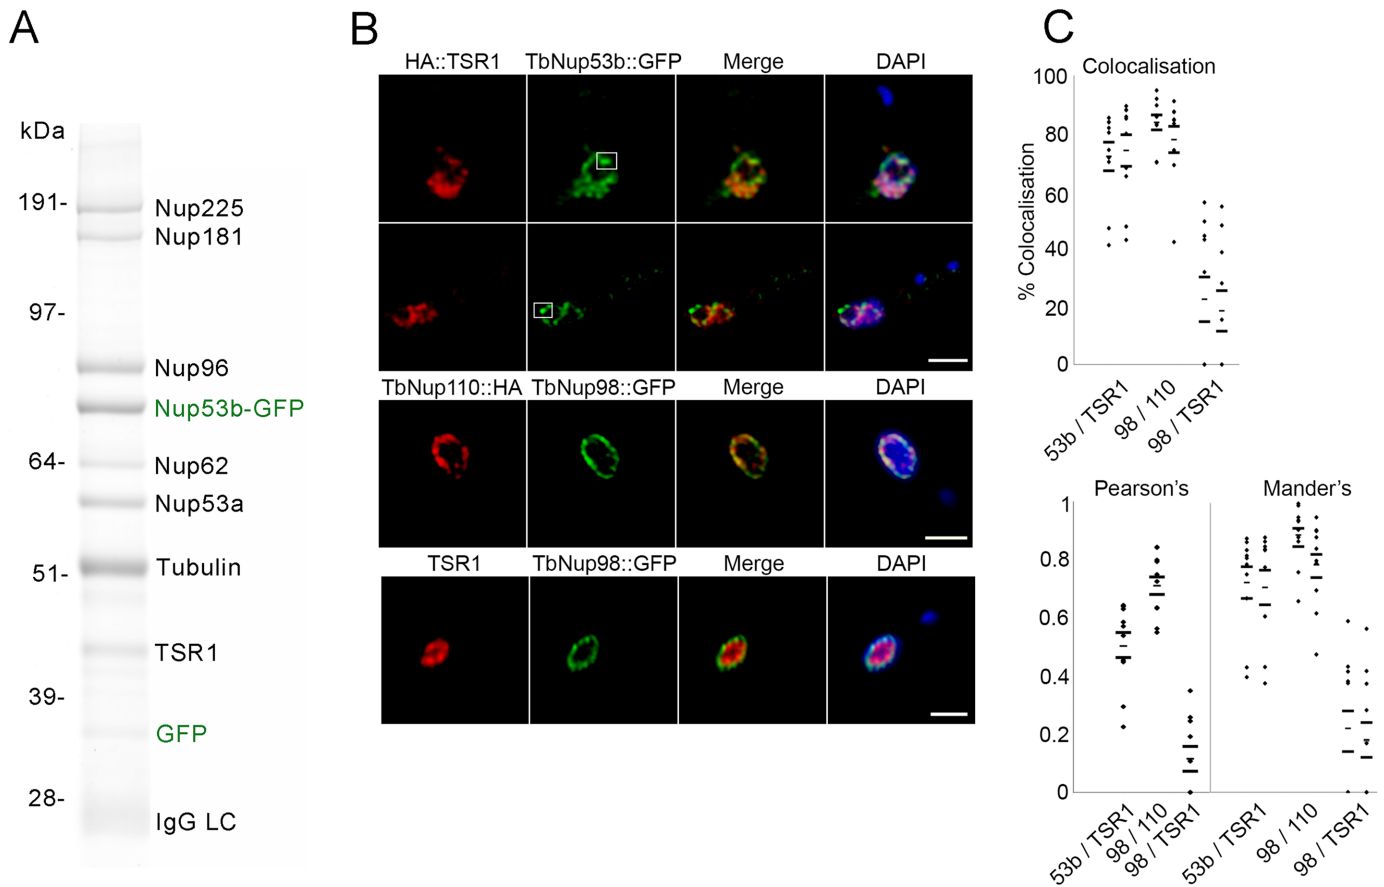 A
kDa
191-
97-
64-
51-
39-
28-
Nup225
Nup181
Nup96
Nup53b-GFP
Nup62
Nup53a
Tubulin
TSR1
GFP
IgG LC
B
HA::TSR1 TbNup53b::GFP Merge DAPI
TbNup110::HA TbNup98::GFP Merge DAPI
TSR1 TbNup98::GFP Merge DAPI
C
Colocalisation
% Colocalisation
100
80
60
40
20
0
53b / TSR1
98 / 110
98 / TSR1
Pearson's Mander's
1
0.8
0.6
0.4
0.2
0
53b / TSR1
98 / 110
98 / TSR1
53b / TSR1
98 / 110
98 / TSR1